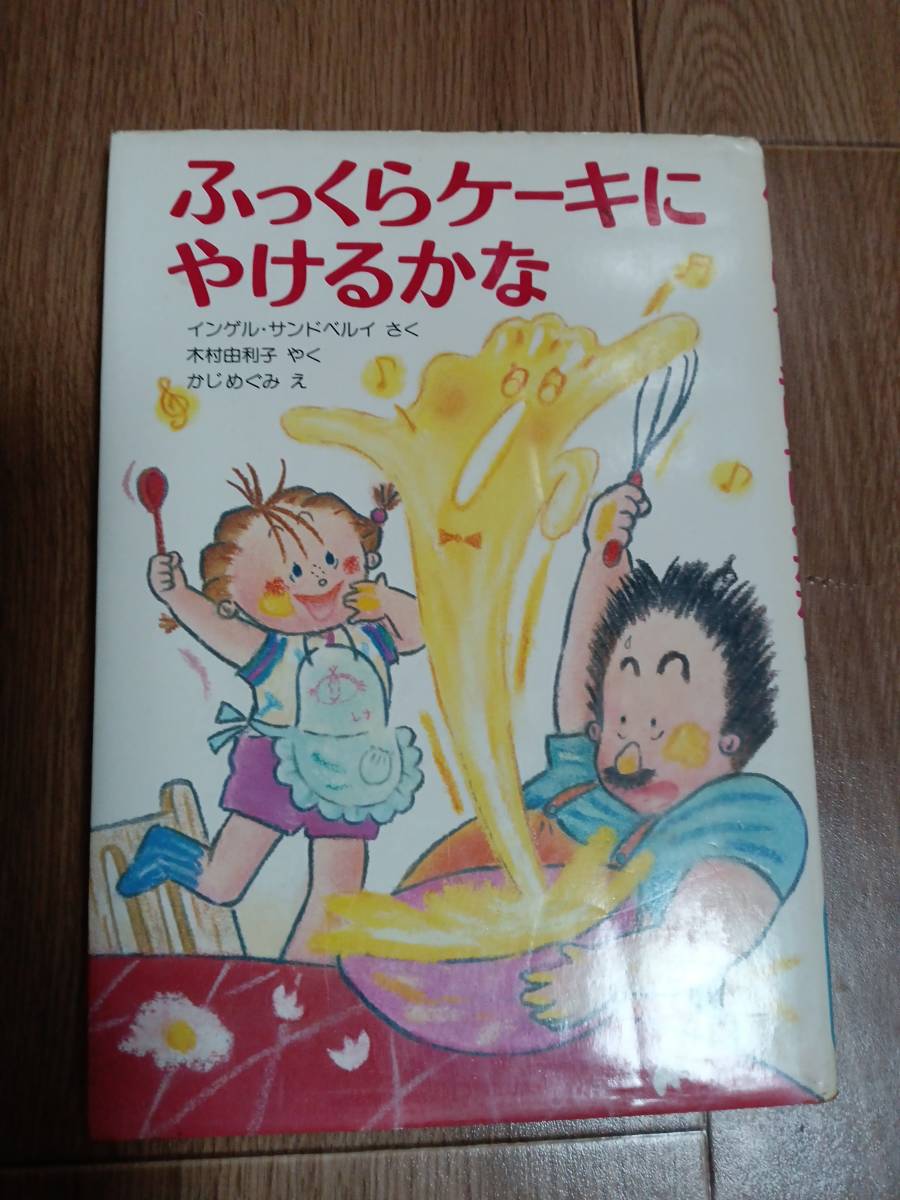 ふっくらケーキに
やけるかな
インゲル・サンドベルイ さく
木村由利子 やく
かじめぐみ え